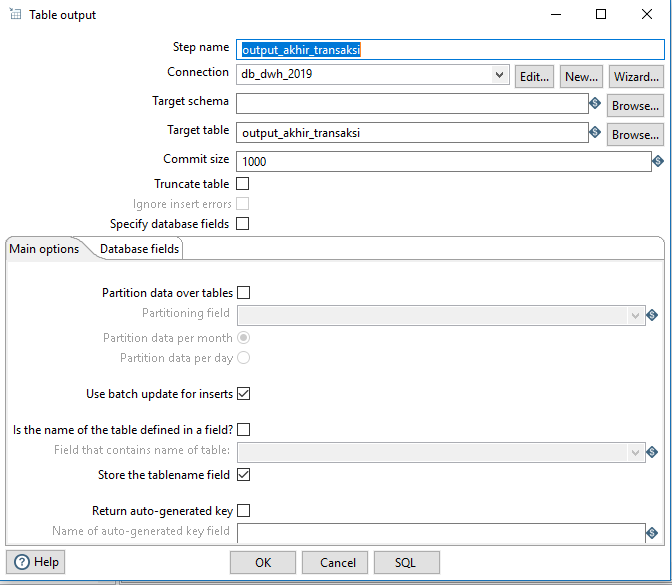 Table output
Step name output_akhir_transaksi
Connection db_dwh_2019 Edit... New... Wizard...
Target schema Browse...
Target table output_akhir_transaksi Browse...
Commit size 1000
Truncate table
Ignore insert errors
Specify database fields
Main options Database fields
Partition data over tables
Partitioning field
Partition data per month
Partition data per day
Use batch update for inserts
Is the name of the table defined in a field?
Field that contains name of table:
Store the tablename field
Return auto-generated key
Name of auto-generated key field
Help OK Cancel SQL